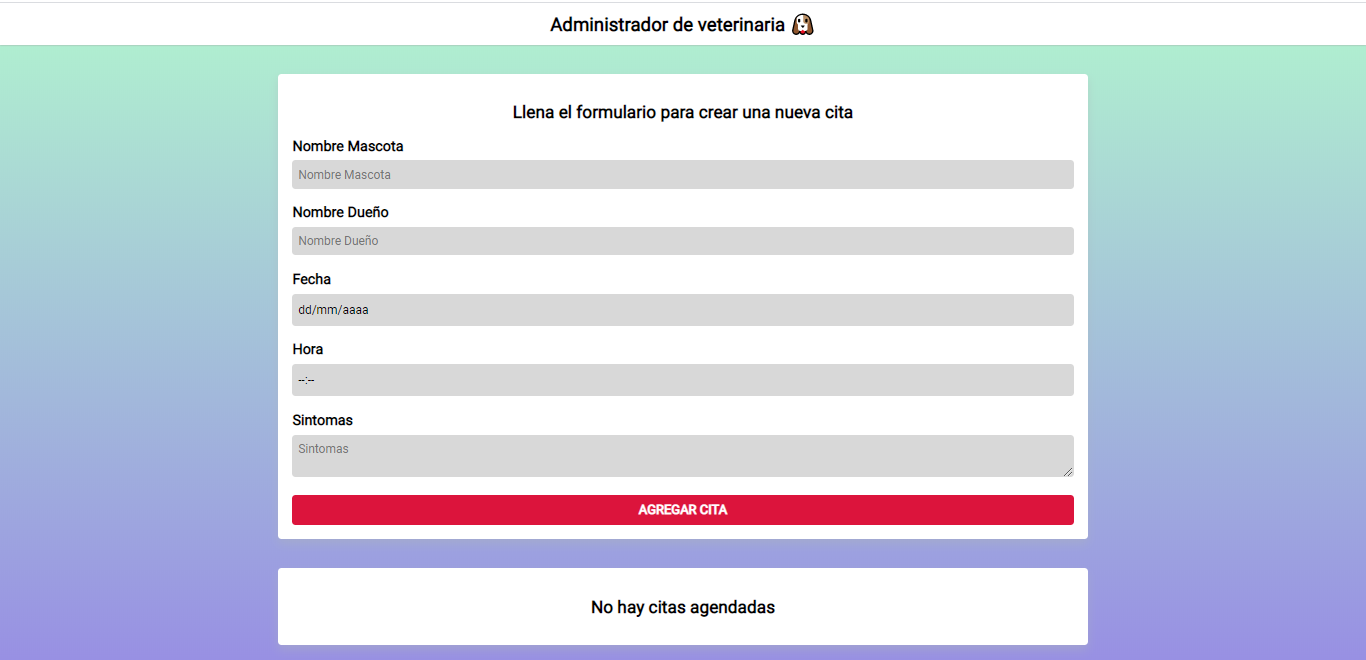 Administrador de veterinaria
Llena el formulario para crear una nueva cita
Nombre Mascota
Nombre Mascota
Nombre Dueño
Nombre Dueño
Fecha
dd/mm/aaaa
Hora
--:--
Sintomas
Sintomas
AGREGAR CITA
No hay citas agendadas